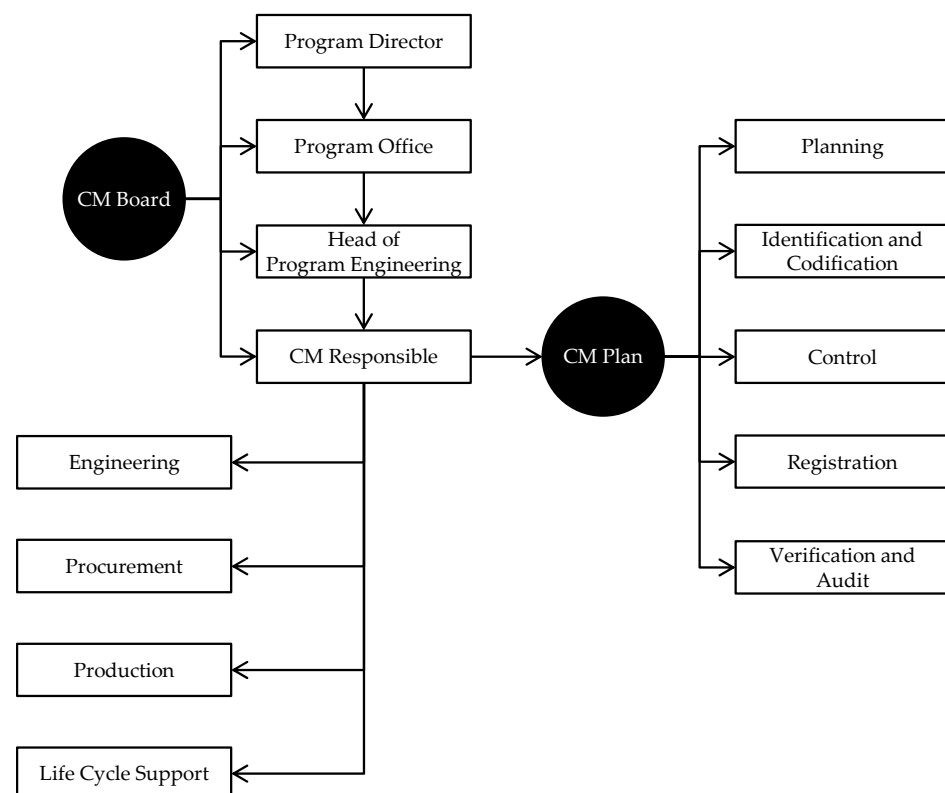 Program Director
Program Office
CM Board
Head of
Program Engineering
CM Responsible
Engineering
Procurement
Production
Life Cycle Support
CM Plan
Planning
Identification and
Codification
Control
Registration
Verification and
Audit